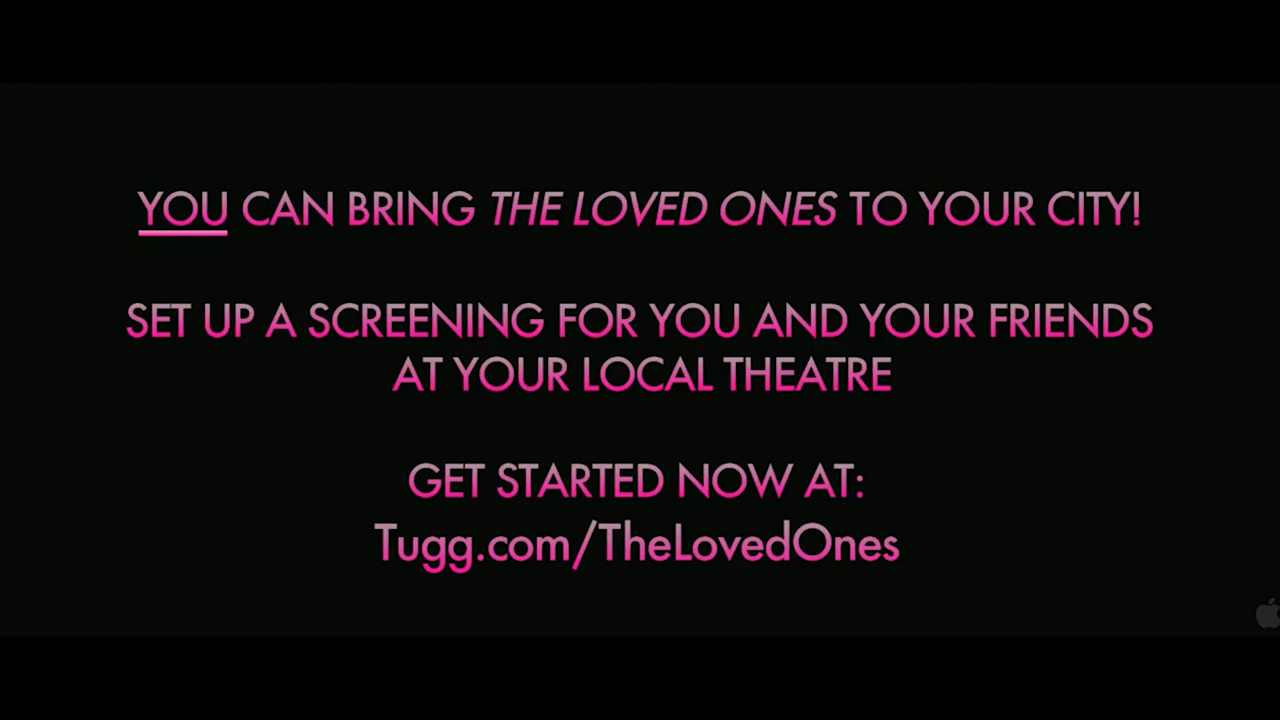 YOU CAN BRING THE LOVED ONES TO YOUR CITY!
SET UP A SCREENING FOR YOU AND YOUR FRIENDS
AT YOUR LOCAL THEATRE
GET STARTED NOW AT:
Tugg.com/TheLovedOnes